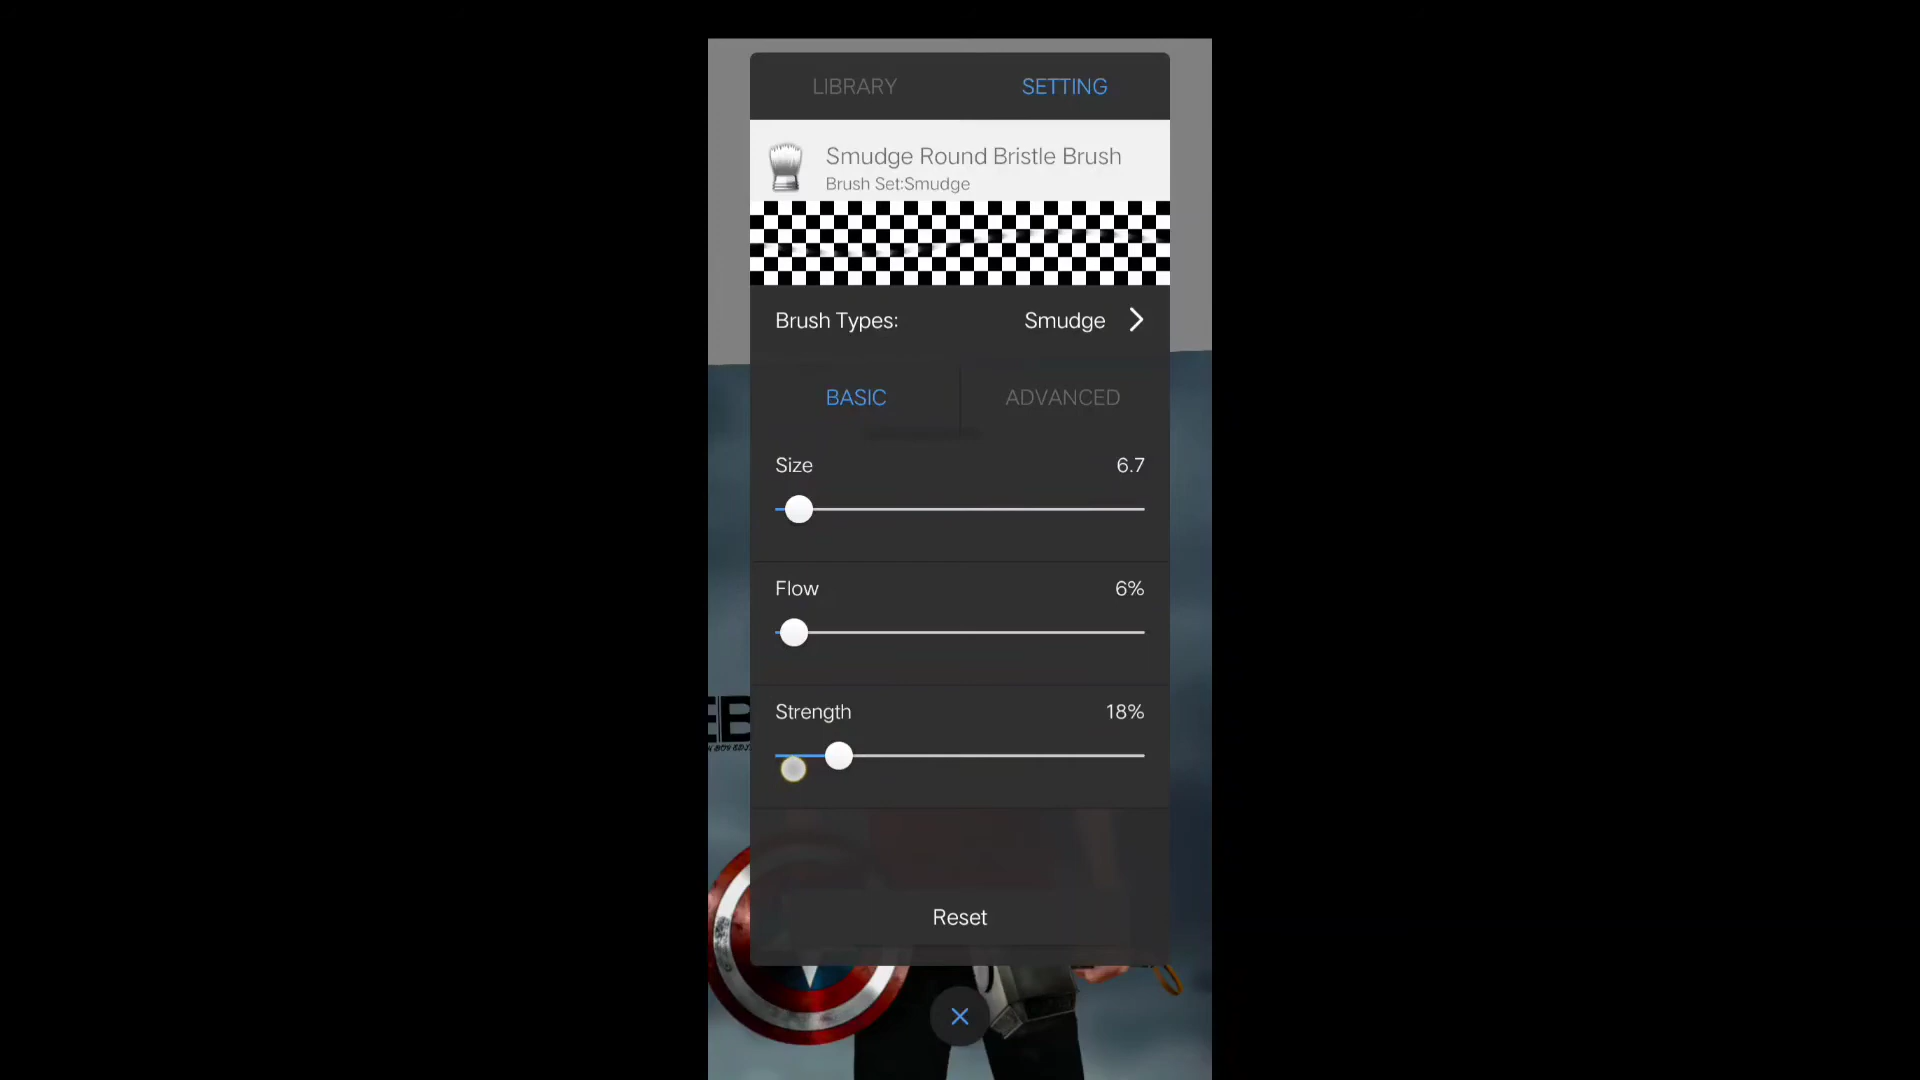 LIBRARY SETTING
Smudge Round Bristle Brush
Brush Set:Smudge
Brush Types: Smudge
BASIC ADVANCED
Size 6.7
Flow 6%
Strength 18%
EB
Reset